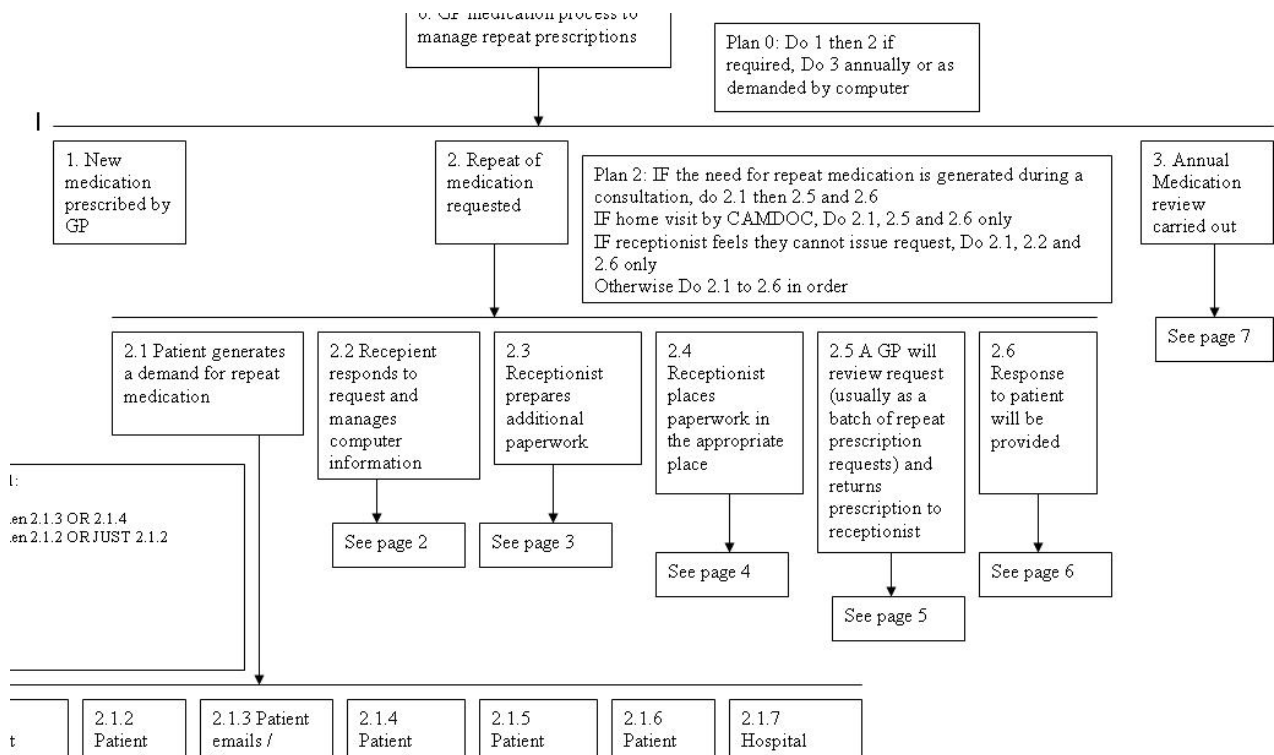 0. GP medication process to
manage repeat prescriptions
Plan 0: Do 1 then 2 if
required, Do 3 annually or as
demanded by computer
1. New
medication
prescribed by
GP
2. Repeat of
medication
requested
Plan 2: IF the need for repeat medication is generated during a
consultation, do 2.1 then 2.5 and 2.6
IF home visit by CAMDOC, Do 2.1, 2.5 and 2.6 only
IF receptionist feels they cannot issue request, Do 2.1, 2.2 and
2.6 only
Otherwise Do 2.1 to 2.6 in order
3. Annual
Medication
review
carried out
See page 7
2.1 Patient generates
a demand for repeat
medication
2.2 Recepient
responds to
request and
manages
computer
information
See page 2
2.3
Receptionist
prepares
additional
paperwork
See page 3
2.4
Receptionist
places
paperwork in
the appropriate
place
See page 4
2.5 A GP will
review request
(usually as a
batch of repeat
prescription
requests) and
returns
prescription to
receptionist
See page 5
2.6
Response
to patient
will be
provided
See page 6
1:
2.1.3 OR 2.1.4
2.1.2 OR JUST 2.1.2
t
2.1.2
Patient
2.1.3 Patient
emails /
2.1.4
Patient
2.1.5
Patient
2.1.6
Patient
2.1.7
Hospital